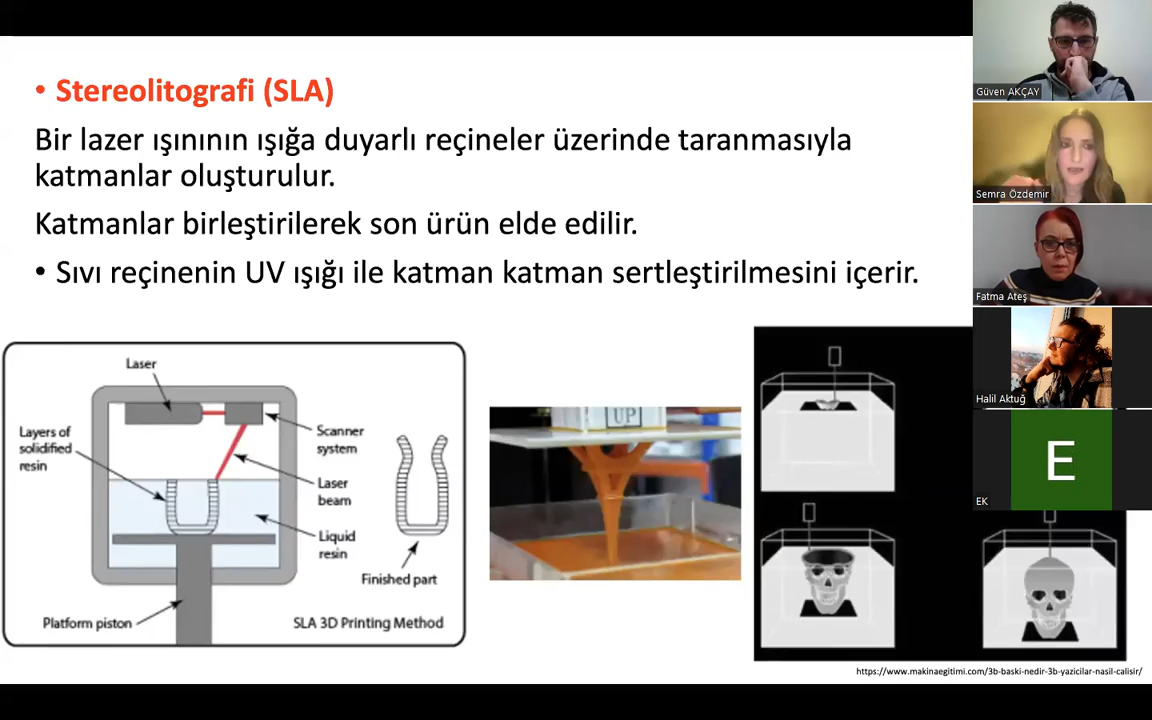 • Stereolitografi (SLA)
Bir lazer ışınının ışığa duyarlı reçineler üzerinde taranmasıyla
katmanlar oluşturulur.
Katmanlar birleştirilerek son ürün elde edilir.
• Sıvı reçinenin UV ışığı ile katman katman sertleştirilmesini içerir.
Laser
Layers of
solidified
resin
Scanner
system
Laser
beam
Liquid
resin
Finished part
Platform piston
SLA 3D Printing Method
UP
https://www.makinaegitimi.com/3b-baski-nedir-3b-yazicilar-nasil-calisir/
Güven AKÇAY
Semra Özdemir
Fatma Ateş
Halil Aktuğ
E
EK